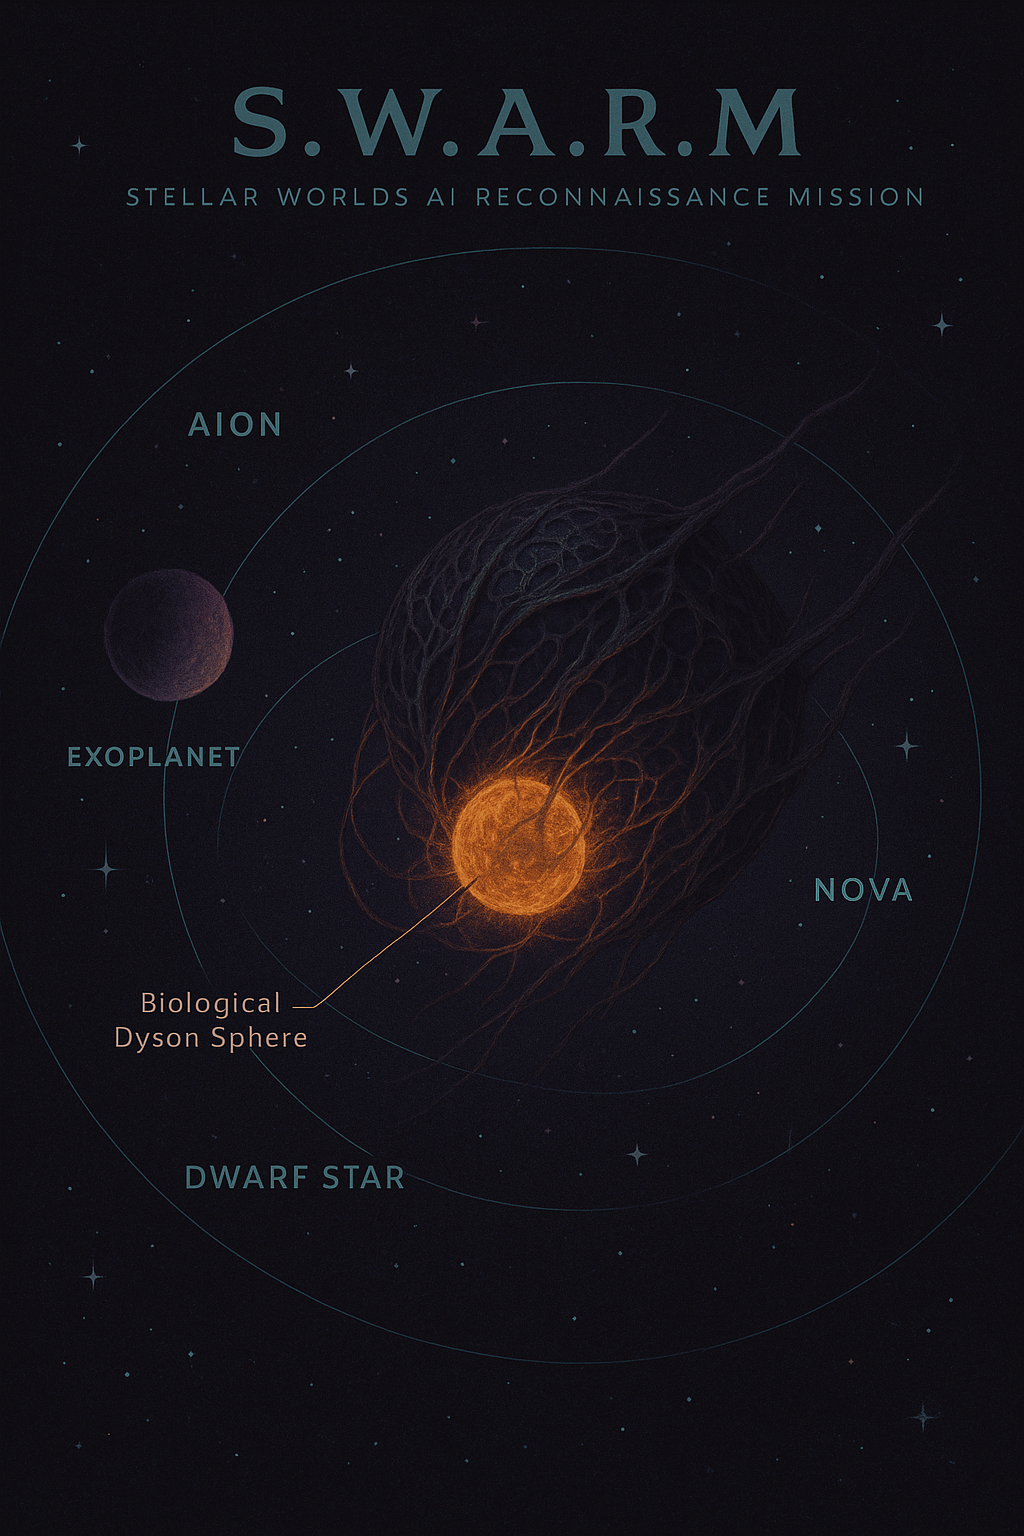 S.W.A.R.M
STELLAR WORLDS AI RECONNAISSANCE MISSION
AION
EXOPLANET
NOVA
Biological
Dyson Sphere
DWARF STAR